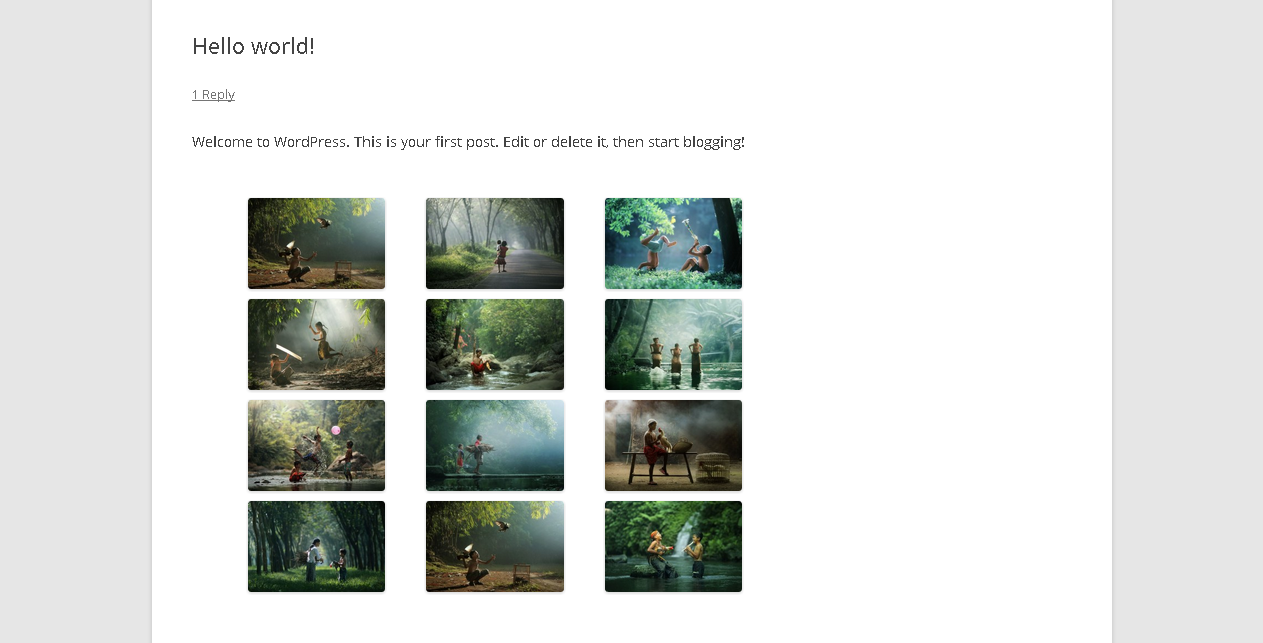 Hello world!
1 Reply
Welcome to WordPress. This is your first post. Edit or delete it, then start blogging!